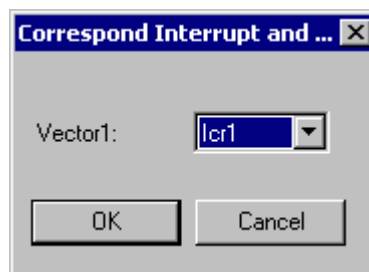 Correspond Interrupt and ...
Vector1:
Icr1
OK
Cancel